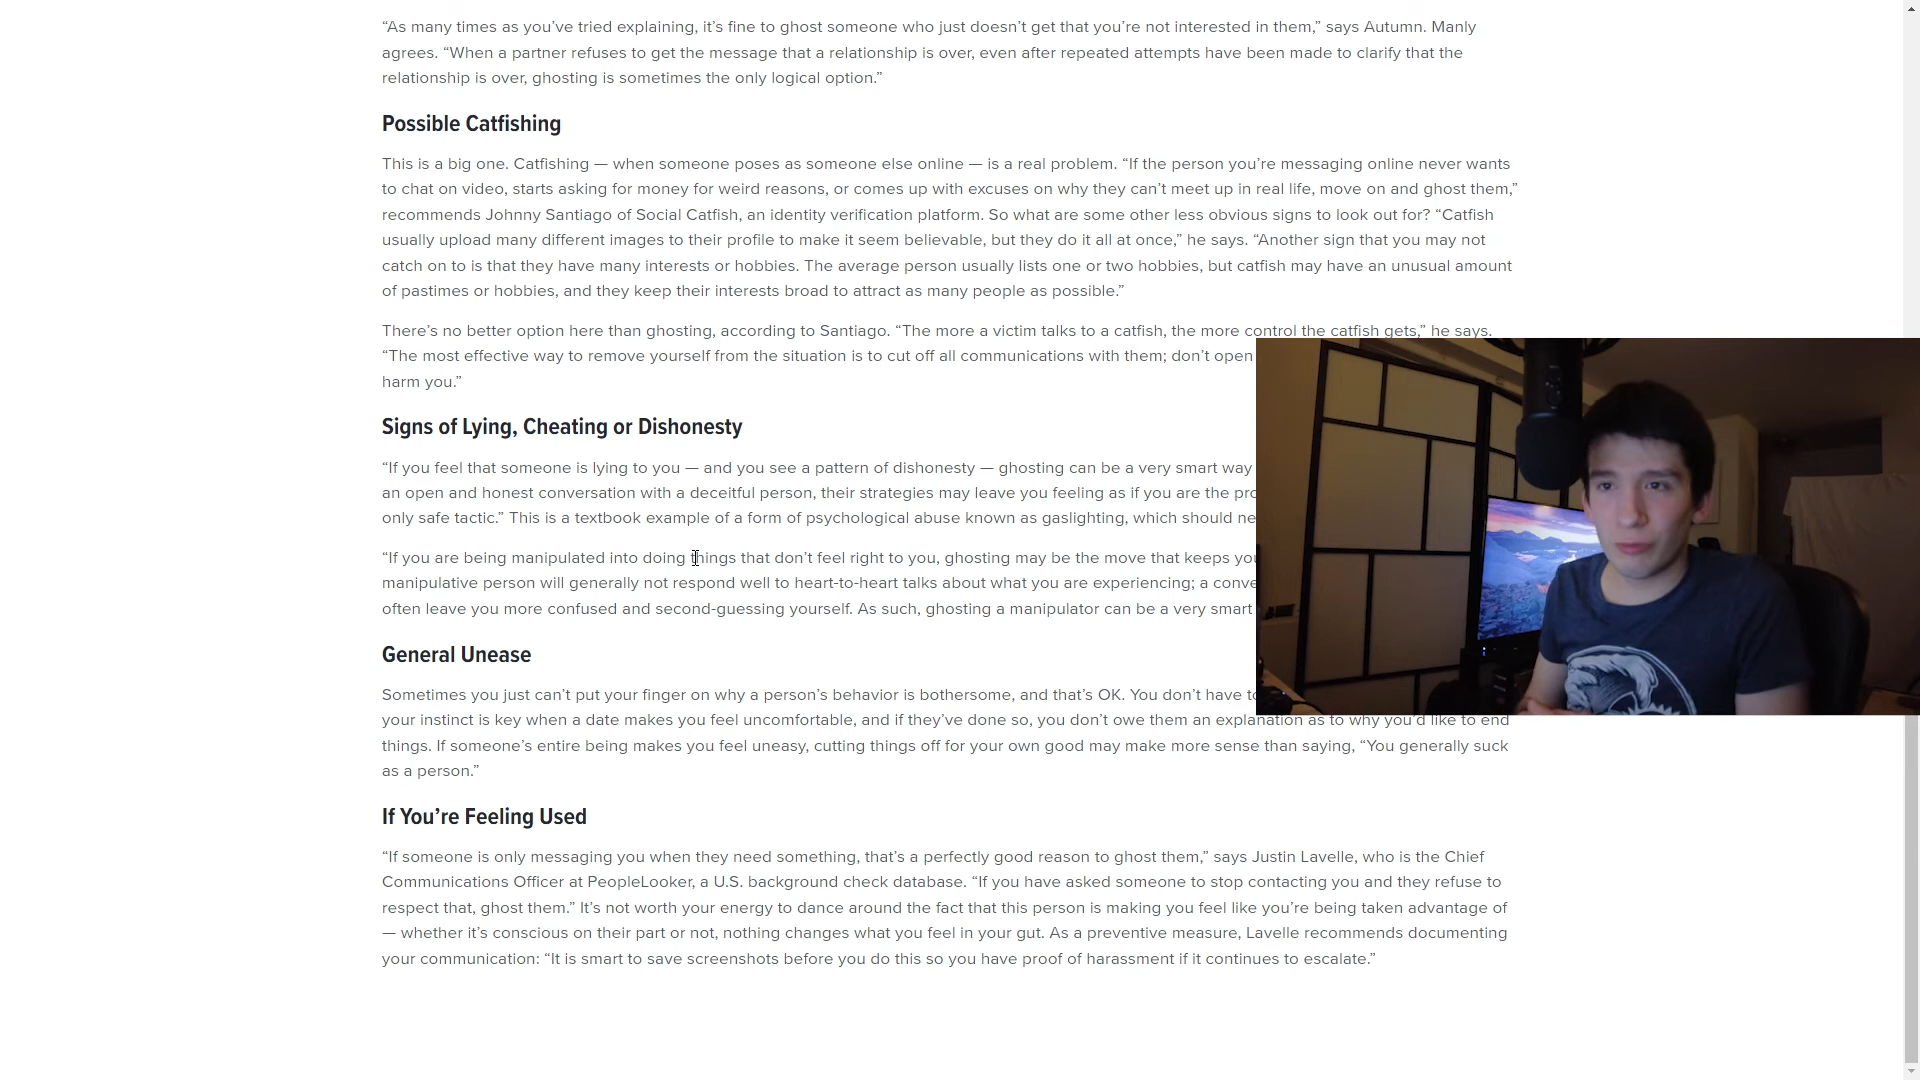 “As many times as you’ve tried explaining, it’s fine to ghost someone who just doesn’t get that you’re not interested in them,” says Autumn. Manly
agrees. “When a partner refuses to get the message that a relationship is over, even after repeated attempts have been made to clarify that the
relationship is over, ghosting is sometimes the only logical option.”
Possible Catfishing
This is a big one. Catfishing — when someone poses as someone else online — is a real problem. “If the person you’re messaging online never wants
to chat on video, starts asking for money for weird reasons, or comes up with excuses on why they can’t meet up in real life, move on and ghost them,”
recommends Johnny Santiago of Social Catfish, an identity verification platform. So what are some other less obvious signs to look out for? “Catfish
usually upload many different images to their profile to make it seem believable, but they do it all at once,” he says. “Another sign that you may not
catch on to is that they have many interests or hobbies. The average person usually lists one or two hobbies, but catfish may have an unusual amount
of pastimes or hobbies, and they keep their interests broad to attract as many people as possible.”
There’s no better option here than ghosting, according to Santiago. “The more a victim talks to a catfish, the more control the catfish gets,” he says.
“The most effective way to remove yourself from the situation is to cut off all communications with them; don’t open
harm you.”
Signs of Lying, Cheating or Dishonesty
“If you feel that someone is lying to you — and you see a pattern of dishonesty — ghosting can be a very smart way
an open and honest conversation with a deceitful person, their strategies may leave you feeling as if you are the
only safe tactic.” This is a textbook example of a form of psychological abuse known as gaslighting, which should
“If you are being manipulated into doing things that don’t feel right to you, ghosting may be the move that keeps
manipulative person will generally not respond well to heart-to-heart talks about what you are experiencing; a
often leave you more confused and second-guessing yourself. As such, ghosting a manipulator can be a very smart
General Unease
Sometimes you just can’t put your finger on why a person’s behavior is bothersome, and that’s OK. You don’t have
your instinct is key when a date makes you feel uncomfortable, and if they’ve done so, you don’t owe them an explanation as to why you’d like to end
things. If someone’s entire being makes you feel uneasy, cutting things off for your own good may make more sense than saying, “You generally suck
as a person.”
If You’re Feeling Used
“If someone is only messaging you when they need something, that’s a perfectly good reason to ghost them,” says Justin Lavelle, who is the Chief
Communications Officer at PeopleLooker, a U.S. background check database. “If you have asked someone to stop contacting you and they refuse to
respect that, ghost them.” It’s not worth your energy to dance around the fact that this person is making you feel like you’re being taken advantage of
— whether it’s conscious on their part or not, nothing changes what you feel in your gut. As a preventive measure, Lavelle recommends documenting
your communication: “It is smart to save screenshots before you do this so you have proof of harassment if it continues to escalate.”